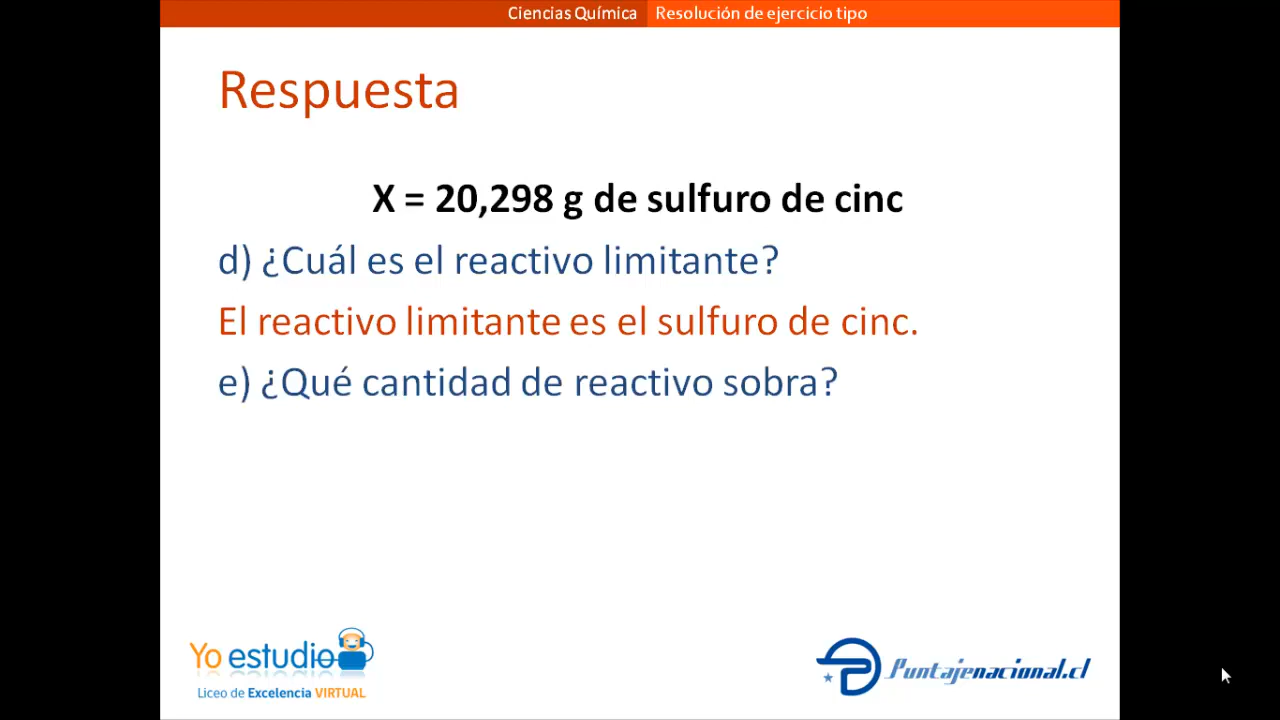 Ciencias Química Resolución de ejercicio tipo
Respuesta
X = 20,298 g de sulfuro de cinc
d) ¿Cuál es el reactivo limitante?
El reactivo limitante es el sulfuro de cinc.
e) ¿Qué cantidad de reactivo sobra?
Yo estudio
Liceo de Excelencia VIRTUAL
Puntajenacional.cl